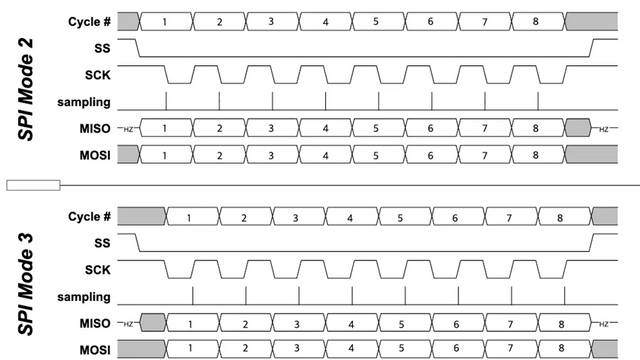 SPI Mode 2
Cycle # 1 2 3 4 5 6 7 8
SS
SCK
sampling
MISO HZ 1 2 3 4 5 6 7 8 HZ
MOSI 1 2 3 4 5 6 7 8
SPI Mode 3
Cycle # 1 2 3 4 5 6 7 8
SS
SCK
sampling
MISO HZ 1 2 3 4 5 6 7 8 HZ
MOSI 1 2 3 4 5 6 7 8